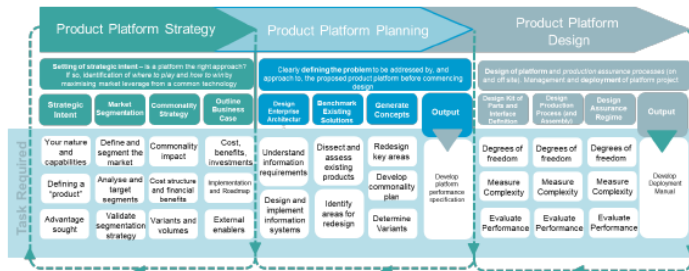 Product Platform Strategy
Product Platform Planning
Product Platform
Design
Setting of strategic intent – Is a platform the right approach?
If so, identification of where to play and how to win by
maximising market leverage from a common technology
Clearly defining the problem to be addressed by, and
approach to, the proposed product platform before commencing
design
Design of platform and production assurance processes (on
and off site). Management and deployment of platform project
Strategic
Intent
Market
Segmentation
Commonality
Strategy
Outline
Business
Case
Design
Enterprise
Architectur
Benchmark
Existing
Solutions
Generate
Concepts
Output
Design Kit of
Parts and
Interface
Definition
Design
Production
Process (and
Assembly)
Design
Assurance
Regime
Output
Task Required
Your nature
and
capabilities
Define and
segment the
market
Commonality
impact
Cost,
benefits,
investments
Defining a
"product"
Analyse and
target
segments
Cost structure
and financial
benefits
Implementation
and Roadmap
Advantage
sought
Validate
segmentation
strategy
Variants and
volumes
External
enablers
Understand
information
requirements
Dissect and
assess
existing
products
Redesign
key areas
Develop
commonality
plan
Design and
implement
information
systems
Identify
areas for
redesign
Determine
Variants
Develop
platform
performance
specification
Degrees of
freedom
Degrees of
freedom
Degrees of
freedom
Measure
Complexity
Measure
Complexity
Measure
Complexity
Evaluate
Performance
Evaluate
Performance
Evaluate
Performance
Develop
Deployment
Manual